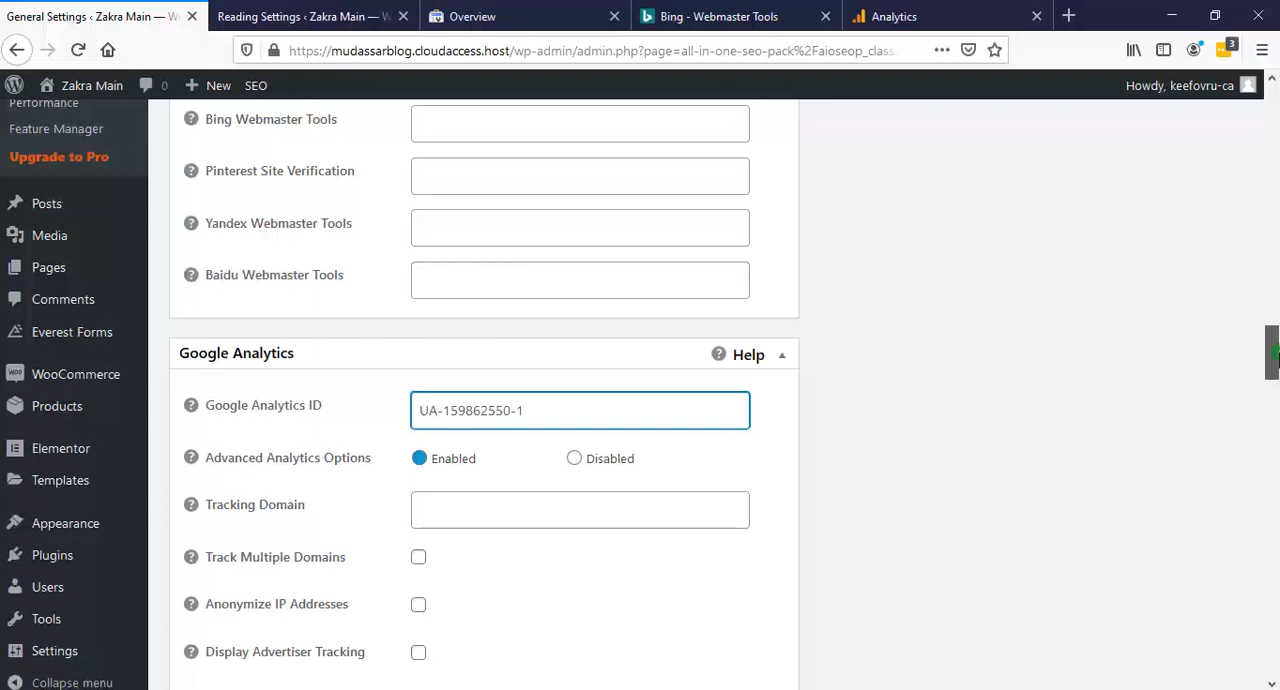 General Settings ‹ Zakra Main — W
Reading Settings ‹ Zakra Main — W
Overview
Bing - Webmaster Tools
Analytics
https://mudassarblog.cloudaccess.host/wp-admin/admin.php?page=all-in-one-seo-pack%2Faioseop_class
3
Zakra Main
0
New
SEO
Howdy, keefovru-ca
Performance
Feature Manager
Upgrade to Pro
Posts
Media
Pages
Comments
Everest Forms
WooCommerce
Products
Elementor
Templates
Appearance
Plugins
Users
Tools
Settings
Collapse menu
Bing Webmaster Tools
Pinterest Site Verification
Yandex Webmaster Tools
Baidu Webmaster Tools
Google Analytics
Help
Google Analytics ID
UA-159862550-1
Advanced Analytics Options
Enabled
Disabled
Tracking Domain
Track Multiple Domains
Anonymize IP Addresses
Display Advertiser Tracking